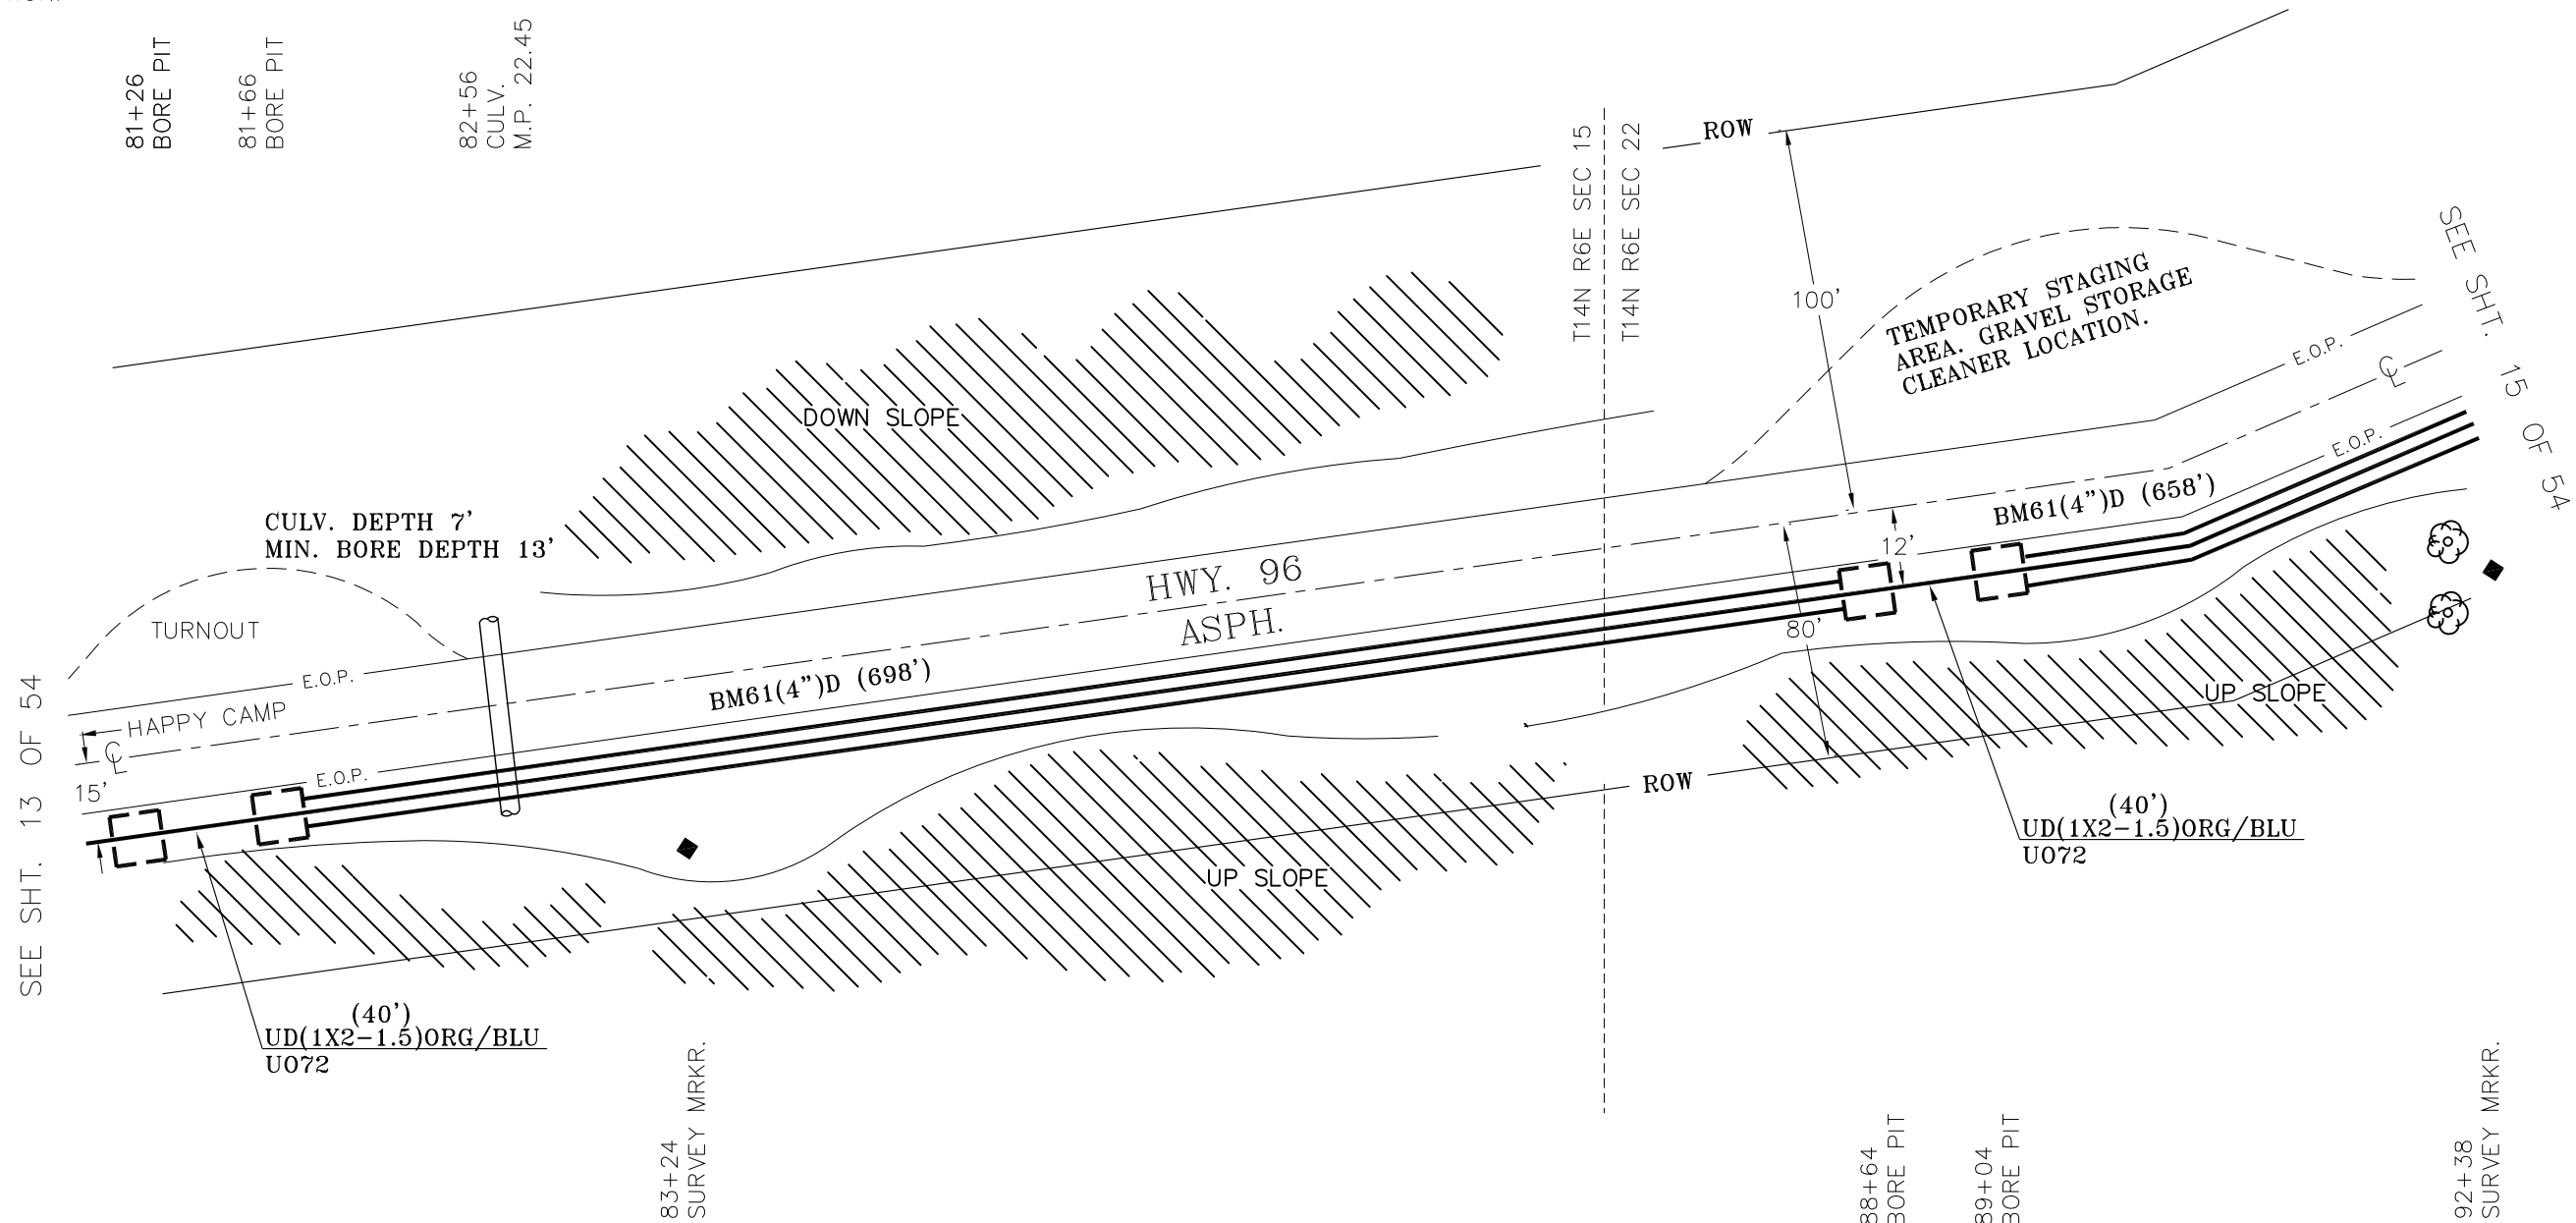 81+26
BORE PIT
81+66
BORE PIT
82+56
CULV.
M.P. 22.45
T14N R6E SEC 15
T14N R6E SEC 22
ROW
100'
TEMPORARY STAGING
AREA. GRAVEL STORAGE
CLEANER LOCATION.
SEE SHT. 15 OF 54
E.O.P.
CL
E.O.P.
DOWN SLOPE
CULV. DEPTH 7'
MIN. BORE DEPTH 13'
BM61(4")D (658')
12'
HWY. 96
ASPH.
80'
TURNOUT
E.O.P.
BM61(4")D (698')
HAPPY CAMP
CL
E.O.P.
15'
SEE SHT. 13 OF 54
UP SLOPE
ROW
UP SLOPE
(40')
UD(1X2-1.5)ORG/BLU
U072
(40')
UD(1X2-1.5)ORG/BLU
U072
83+24
SURVEY MRKR.
88+64
BORE PIT
89+04
BORE PIT
92+38
SURVEY MRKR.